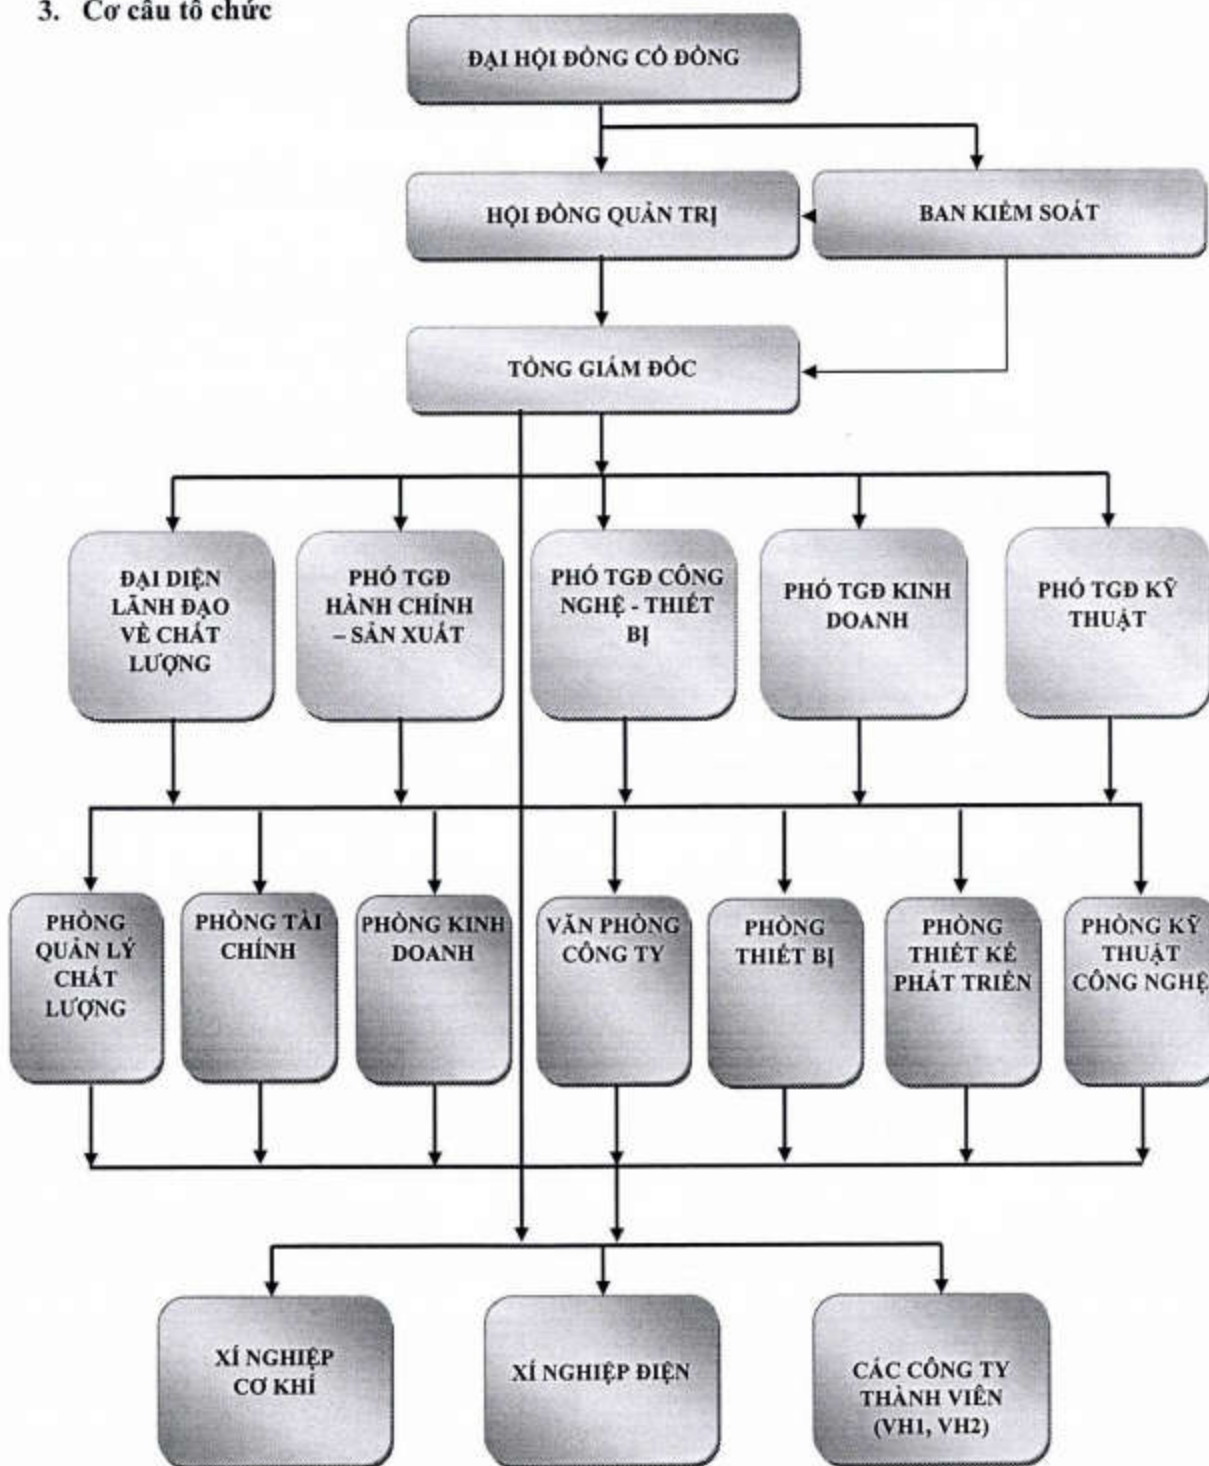 3. Cơ cấu tổ chức
ĐẠI HỘI ĐỒNG CỔ ĐÔNG
HỘI ĐỒNG QUẢN TRỊ
BAN KIỂM SOÁT
TỔNG GIÁM ĐỐC
ĐẠI DIỆN
LÃNH ĐẠO
VỀ CHẤT
LƯỢNG
PHÓ TGĐ
HÀNH CHÍNH
– SẢN XUẤT
PHÓ TGĐ CÔNG
NGHỆ - THIẾT
BỊ
PHÓ TGĐ KINH
DOANH
PHÓ TGĐ KỸ
THUẬT
PHÒNG
QUẢN LÝ
CHẤT
LƯỢNG
PHÒNG TÀI
CHÍNH
PHÒNG KINH
DOANH
VĂN PHÒNG
CÔNG TY
PHÒNG
THIẾT BỊ
PHÒNG
THIẾT KẾ
PHÁT TRIỂN
PHÒNG KỸ
THUẬT
CÔNG NGHỆ
XÍ NGHIỆP
CƠ KHÍ
XÍ NGHIỆP ĐIỆN
CÁC CÔNG TY
THÀNH VIÊN
(VH1, VH2)